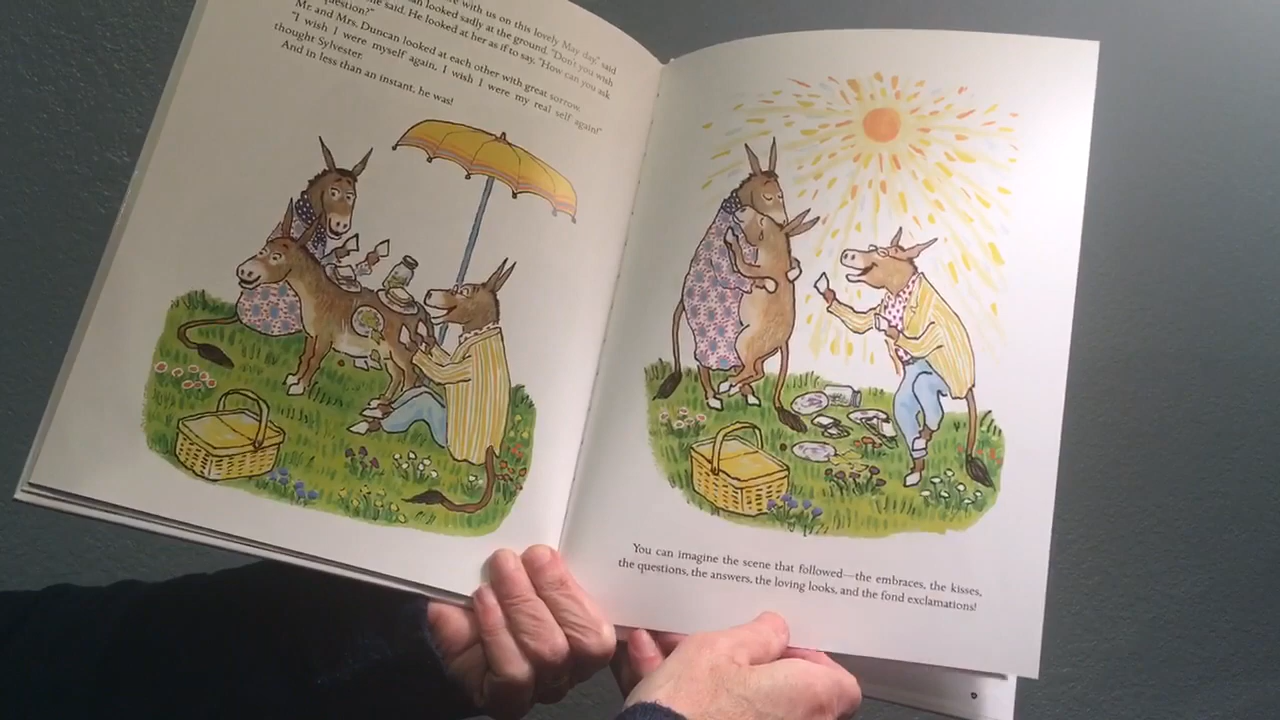 with us on this lovely May day," said
looked sadly at the ground. "Don't you wish
said. He looked at her as if to say, "How can you ask
question?"
Mr. and Mrs. Duncan looked at each other with great sorrow.
"I wish I were myself again, I wish I were my real self again!"
thought Sylvester.
And in less than an instant, he was!
You can imagine the scene that followed—the embraces, the kisses,
the questions, the answers, the loving looks, and the fond exclamations!